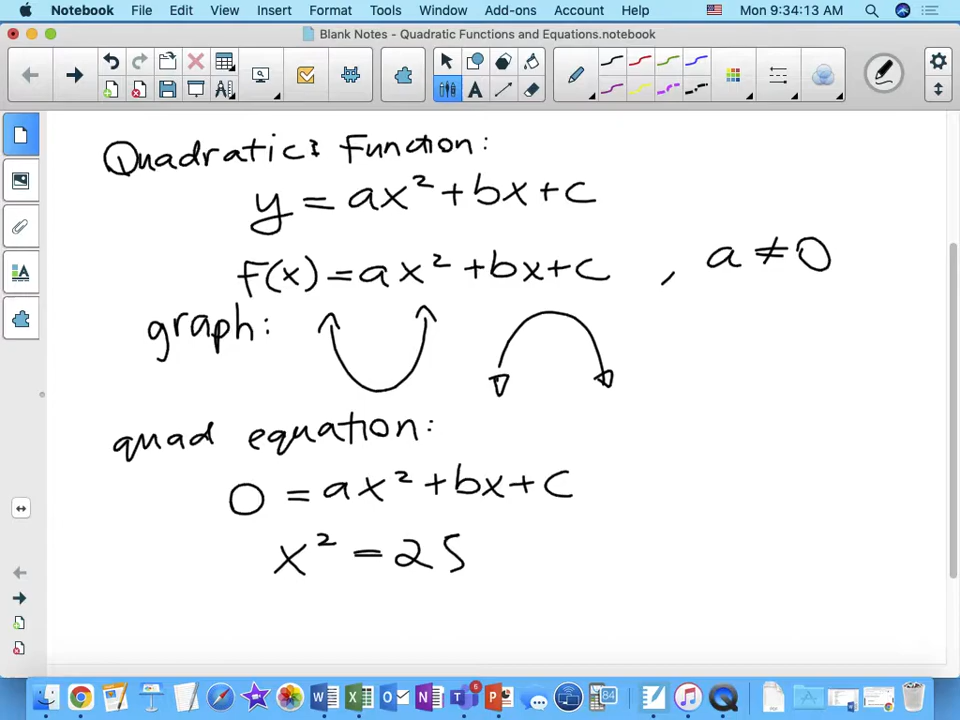 Notebook File Edit View Insert Format Tools Window Add-ons Account Help Mon 9:34:13 AM
Blank Notes - Quadratic Functions and Equations.notebook
Quadratic: Function:
y = ax² + bx + c
f(x) = ax² + bx + c , a ≠ 0
graph:
quad equation:
0 = ax² + bx + c
x² = 25
6
84